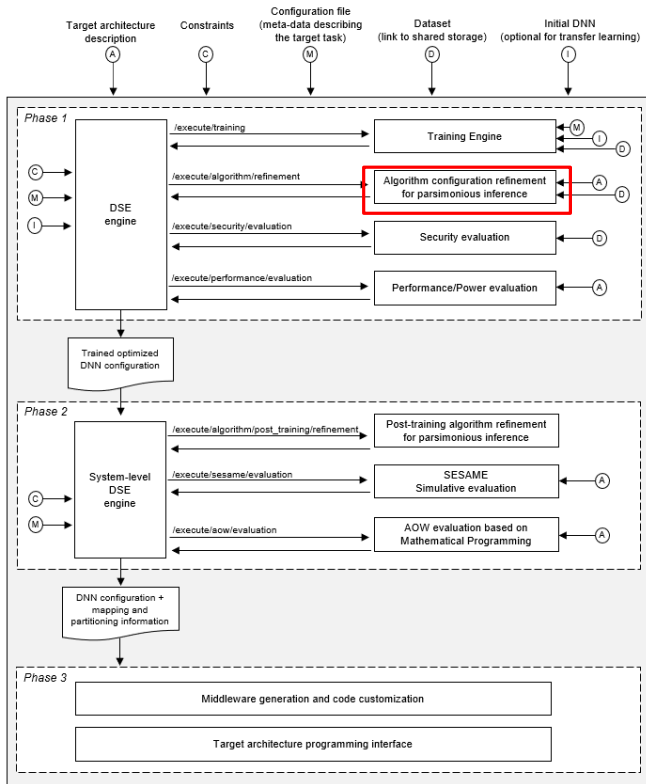 Target architecture
description
A
Constraints
C
Configuration file
(meta-data describing
the target task)
M
Dataset
(link to shared storage)
D
Initial DNN
(optional for transfer learning)
I
Phase 1
C
M
I
DSE
engine
/execute/training
Training Engine
M
I
D
/execute/algorithm/refinement
Algorithm configuration refinement
for parsimonious inference
A
D
/execute/security/evaluation
Security evaluation
D
/execute/performance/evaluation
Performance/Power evaluation
A
Trained optimized
DNN configuration
Phase 2
C
M
System-level
DSE
engine
/execute/algorithm/post_training/refinement
Post-training algorithm refinement
for parsimonious inference
/execute/sesame/evaluation
SESAME
Simulative evaluation
A
/execute/aow/evaluation
AOW evaluation based on
Mathematical Programming
A
DNN configuration +
mapping and
partitioning information
Phase 3
Middleware generation and code customization
Target architecture programming interface